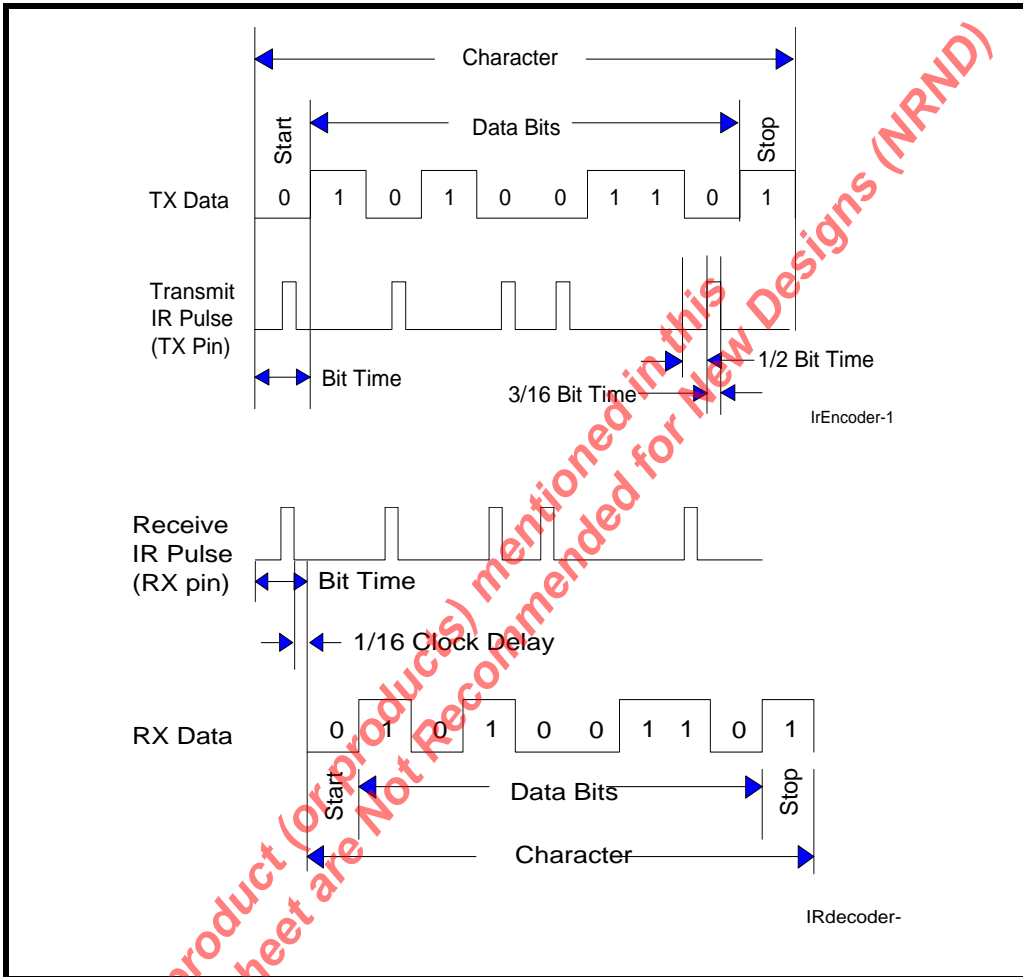 Character
Start
Data Bits
Stop
TX Data
0 1 0 1 0 0 1 1 0 1
Transmit
IR Pulse
(TX Pin)
Bit Time
1/2 Bit Time
3/16 Bit Time
IrEncoder-1
Receive
IR Pulse
(RX pin)
Bit Time
1/16 Clock Delay
RX Data
0 1 0 1 0 0 1 1 0 1
Start
Data Bits
Stop
Character
IRdecoder-
product (or products) mentioned in this
sheet are Not Recommended for New Designs (NRND)